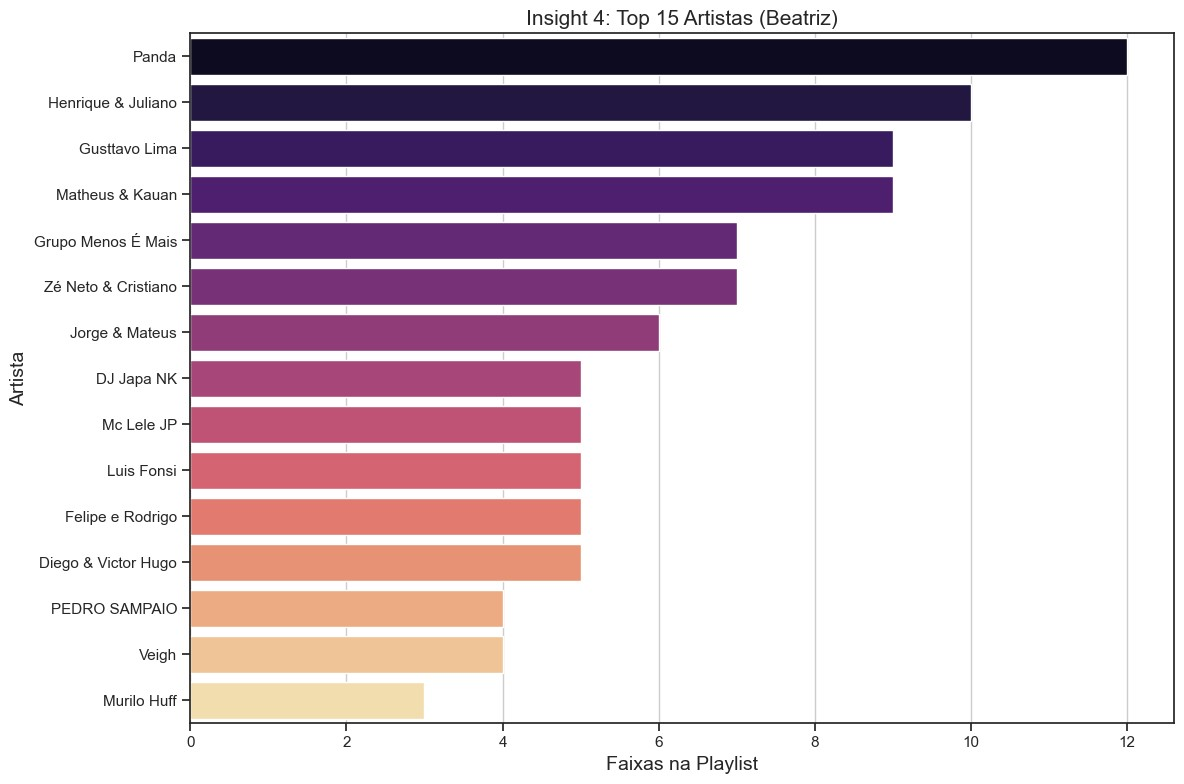 Insight 4: Top 15 Artistas (Beatriz)
Panda
Henrique & Juliano
Gusttavo Lima
Matheus & Kauan
Grupo Menos É Mais
Zé Neto & Cristiano
Jorge & Mateus
DJ Japa NK
Mc Lele JP
Luis Fonsi
Felipe e Rodrigo
Diego & Victor Hugo
PEDRO SAMPAIO
Veigh
Murilo Huff
Artista
0 2 4 6 8 10 12
Faixas na Playlist